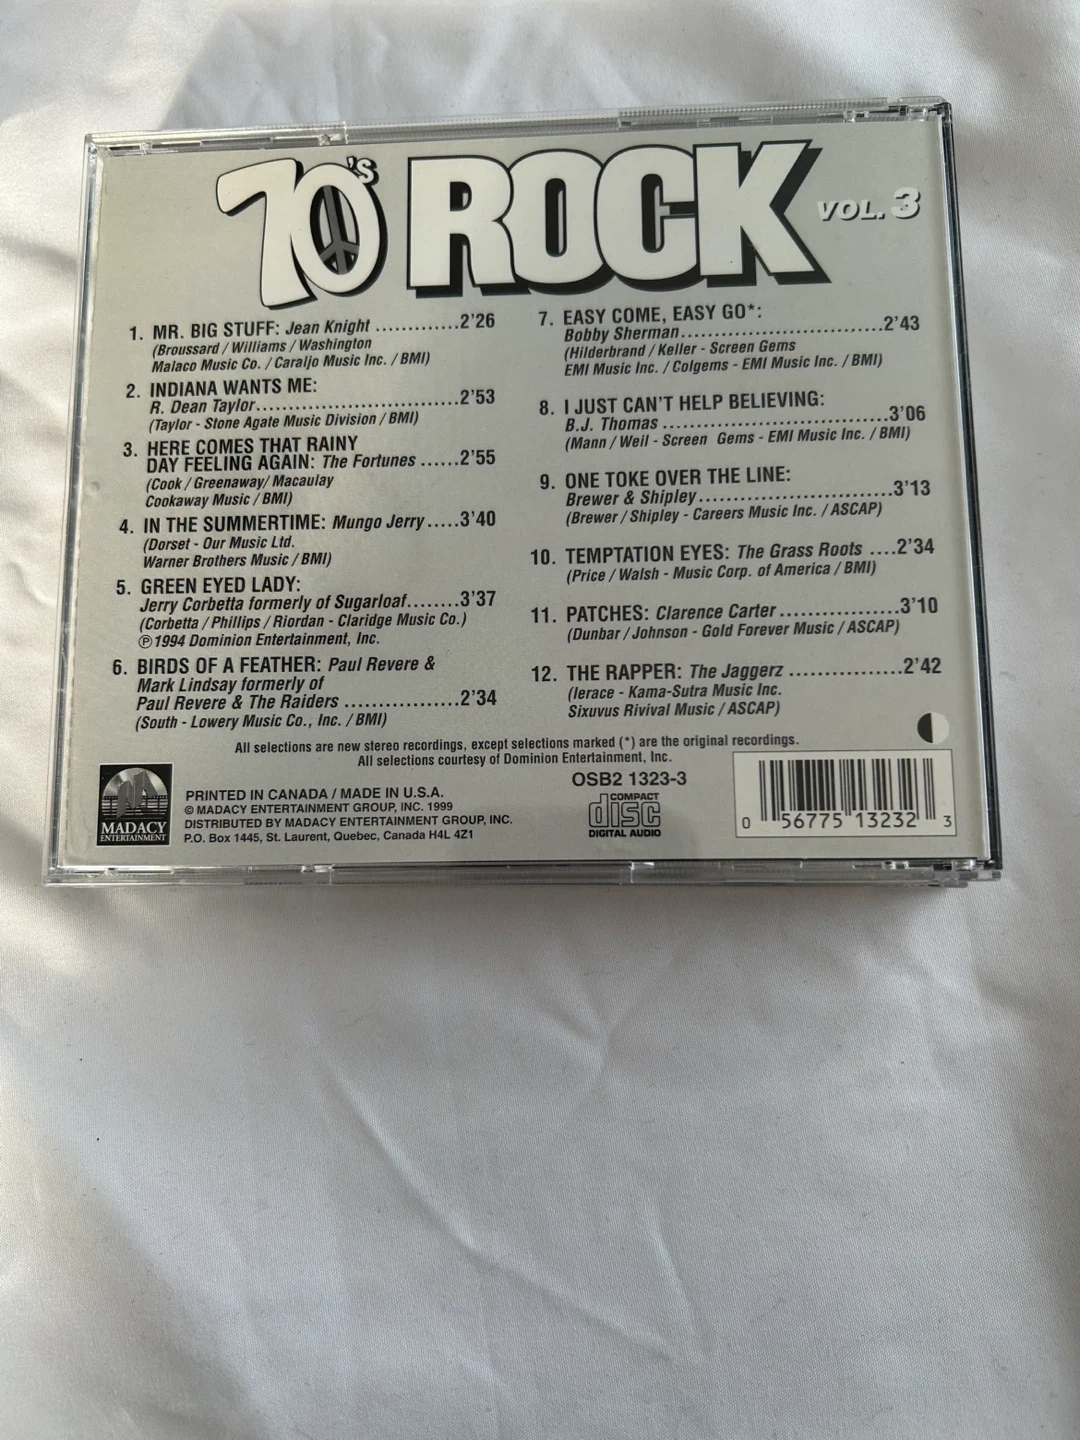 70's ROCK VOL. 3
1. MR. BIG STUFF: Jean Knight .............2'26
(Broussard / Williams / Washington
Malaco Music Co. / Caraljo Music Inc. / BMI)
2. INDIANA WANTS ME:
R. Dean Taylor...............................2'53
(Taylor - Stone Agate Music Division / BMI)
3. HERE COMES THAT RAINY
DAY FEELING AGAIN: The Fortunes ......2'55
(Cook / Greenaway/ Macaulay
Cookaway Music / BMI)
4. IN THE SUMMERTIME: Mungo Jerry.....3'40
(Dorset - Our Music Ltd.
Warner Brothers Music / BMI)
5. GREEN EYED LADY:
Jerry Corbetta formerly of Sugarloaf........3'37
(Corbetta / Phillips / Riordan - Claridge Music Co.)
℗1994 Dominion Entertainment, Inc.
6. BIRDS OF A FEATHER: Paul Revere &
Mark Lindsay formerly of
Paul Revere & The Raiders .................2'34
(South - Lowery Music Co., Inc. / BMI)
7. EASY COME, EASY GO*:
Bobby Sherman...............................2'43
(Hilderbrand / Keller - Screen Gems
EMI Music Inc. / Colgems - EMI Music Inc. / BMI)
8. I JUST CAN'T HELP BELIEVING:
B.J. Thomas ..................................3'06
(Mann / Weil - Screen Gems - EMI Music Inc. / BMI)
9. ONE TOKE OVER THE LINE:
Brewer & Shipley.............................3'13
(Brewer / Shipley - Careers Music Inc. / ASCAP)
10. TEMPTATION EYES: The Grass Roots ....2'34
(Price / Walsh - Music Corp. of America / BMI)
11. PATCHES: Clarence Carter ..................3'10
(Dunbar / Johnson - Gold Forever Music / ASCAP)
12. THE RAPPER: The Jaggerz .................2'42
(Ierace - Kama-Sutra Music Inc.
Sixuvus Rivival Music / ASCAP)
All selections are new stereo recordings, except selections marked (*) are the original recordings.
All selections courtesy of Dominion Entertainment, Inc.
MADACY
ENTERTAINMENT
PRINTED IN CANADA / MADE IN U.S.A.
© MADACY ENTERTAINMENT GROUP, INC. 1999
DISTRIBUTED BY MADACY ENTERTAINMENT GROUP, INC.
P.O. Box 1445, St. Laurent, Quebec, Canada H4L 4Z1
OSB2 1323-3
COMPACT
disc
DIGITAL AUDIO
0 56775 13232 3